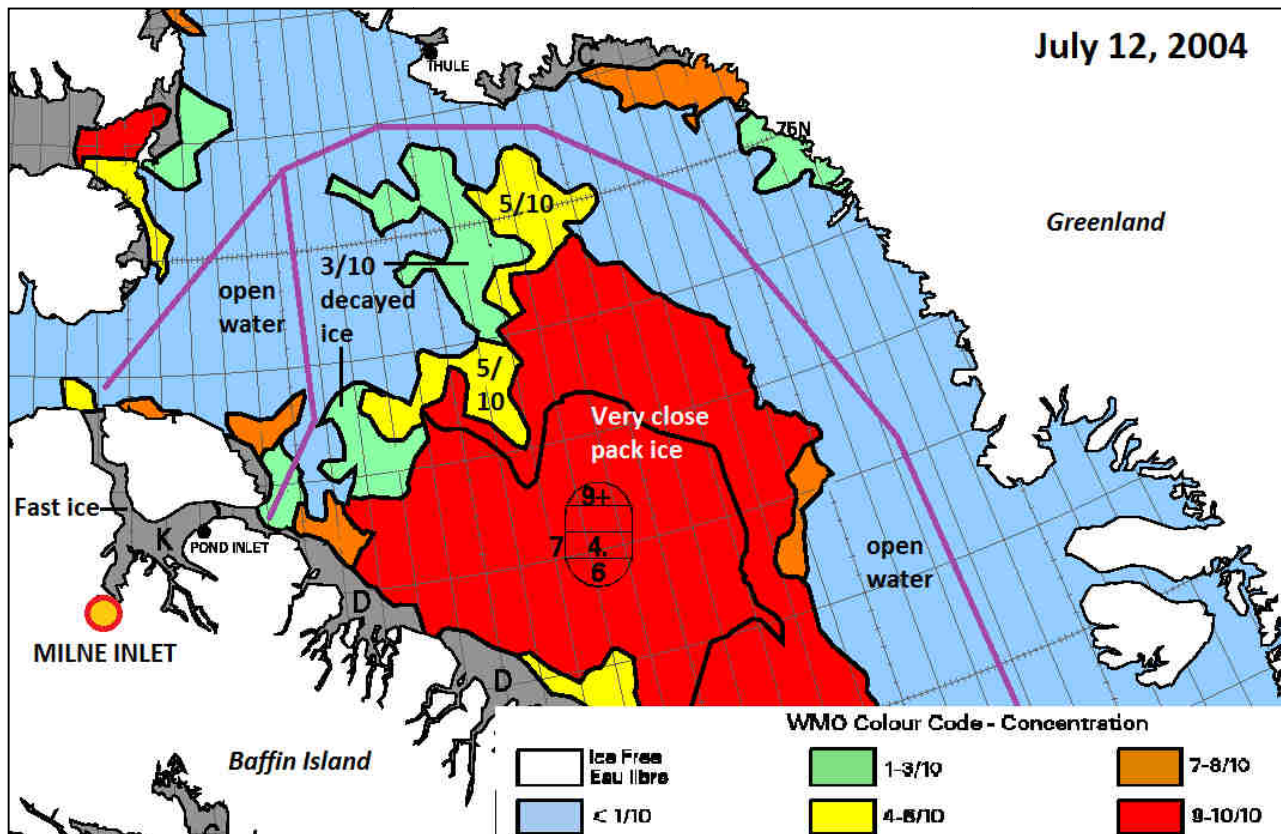 July 12, 2004
THULE
C
75N
5/10
Greenland
3/10
decayed
ice
open
water
5/
10
Very close
pack ice
Fast ice
K
POND INLET
9+
7 4.
6
open
water
D
MILNE INLET
D
Baffin Island
WMO Colour Code - Concentration
Ice Free
Eau libre
1-3/10
7-8/10
< 1/10
4-6/10
9-10/10